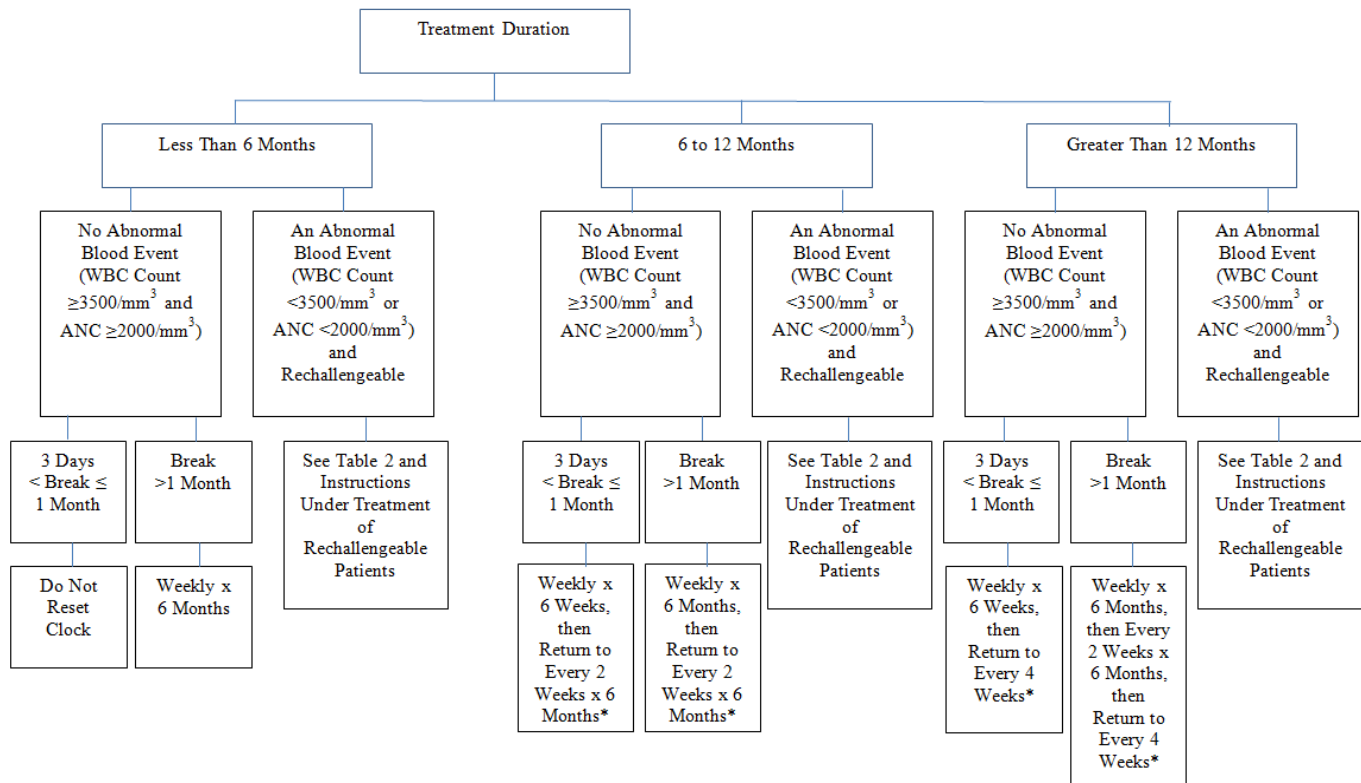 Treatment Duration
Less Than 6 Months
6 to 12 Months
Greater Than 12 Months
No Abnormal
Blood Event
(WBC Count
≥3500/mm³ and
ANC ≥2000/mm³)
An Abnormal
Blood Event
(WBC Count
<3500/mm³ or
ANC <2000/mm³)
and
Rechallengeable
No Abnormal
Blood Event
(WBC Count
≥3500/mm³ and
ANC ≥2000/mm³)
An Abnormal
Blood Event
(WBC Count
<3500/mm³ or
ANC <2000/mm³)
and
Rechallengeable
No Abnormal
Blood Event
(WBC Count
≥3500/mm³ and
ANC ≥2000/mm³)
An Abnormal
Blood Event
(WBC Count
<3500/mm³ or
ANC <2000/mm³)
and
Rechallengeable
3 Days
< Break ≤
1 Month
Break
>1 Month
See Table 2 and
Instructions
Under Treatment
of
Rechallengeable
Patients
3 Days
< Break ≤
1 Month
Break
>1 Month
See Table 2 and
Instructions
Under Treatment
of
Rechallengeable
Patients
3 Days
< Break ≤
1 Month
Break
>1 Month
See Table 2 and
Instructions
Under Treatment
of
Rechallengeable
Patients
Do Not
Reset
Clock
Weekly x
6 Months
Weekly x
6 Weeks,
then
Return to
Every 2
Weeks x 6
Months*
Weekly x
6 Months,
then
Return to
Every 2
Weeks x 6
Months*
Weekly x
6 Weeks,
then
Return to
Every 4
Weeks*
Weekly x
6 Months,
then Every
2 Weeks x
6 Months,
then
Return to
Every 4
Weeks*